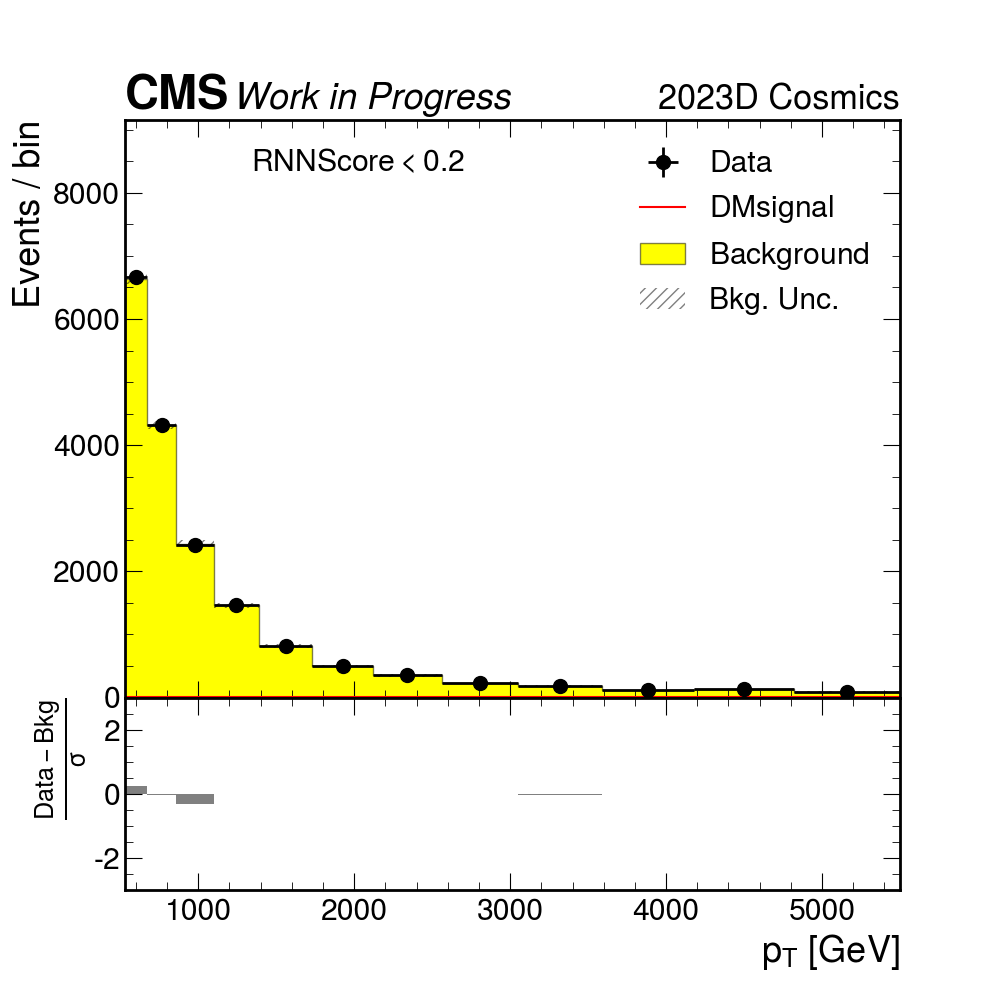 CMS Work in Progress 2023D Cosmics
Events / bin
RNNScore < 0.2
Data
DMsignal
Background
Bkg. Unc.
8000
6000
4000
2000
0
Data – Bkg
σ
2
0
-2
1000 2000 3000 4000 5000
pT [GeV]